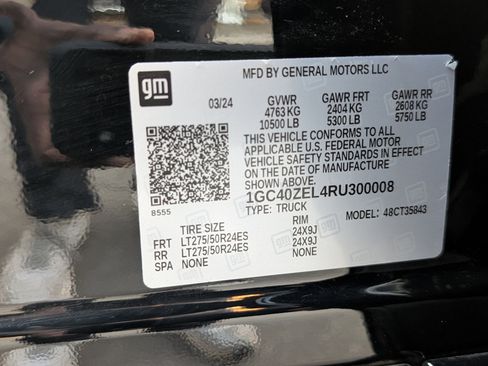 gm
MFD BY GENERAL MOTORS LLC
03/24 GVWR GAWR FRT GAWR RR
4763 KG 2404 KG 2608 KG
10500 LB 5300 LB 5750 LB
THIS VEHICLE CONFORMS TO ALL
APPLICABLE U.S. FEDERAL MOTOR
VEHICLE SAFETY STANDARDS IN EFFECT ON
THE DATE OF MANUFACTURE
1GC40ZEL4RU300008
8555 TYPE: TRUCK 48CT35843
TIRE SIZE RIM
FRT LT275/50R24ES 24X9J
RR LT275/50R24ES 24X9J
SPA NONE NONE